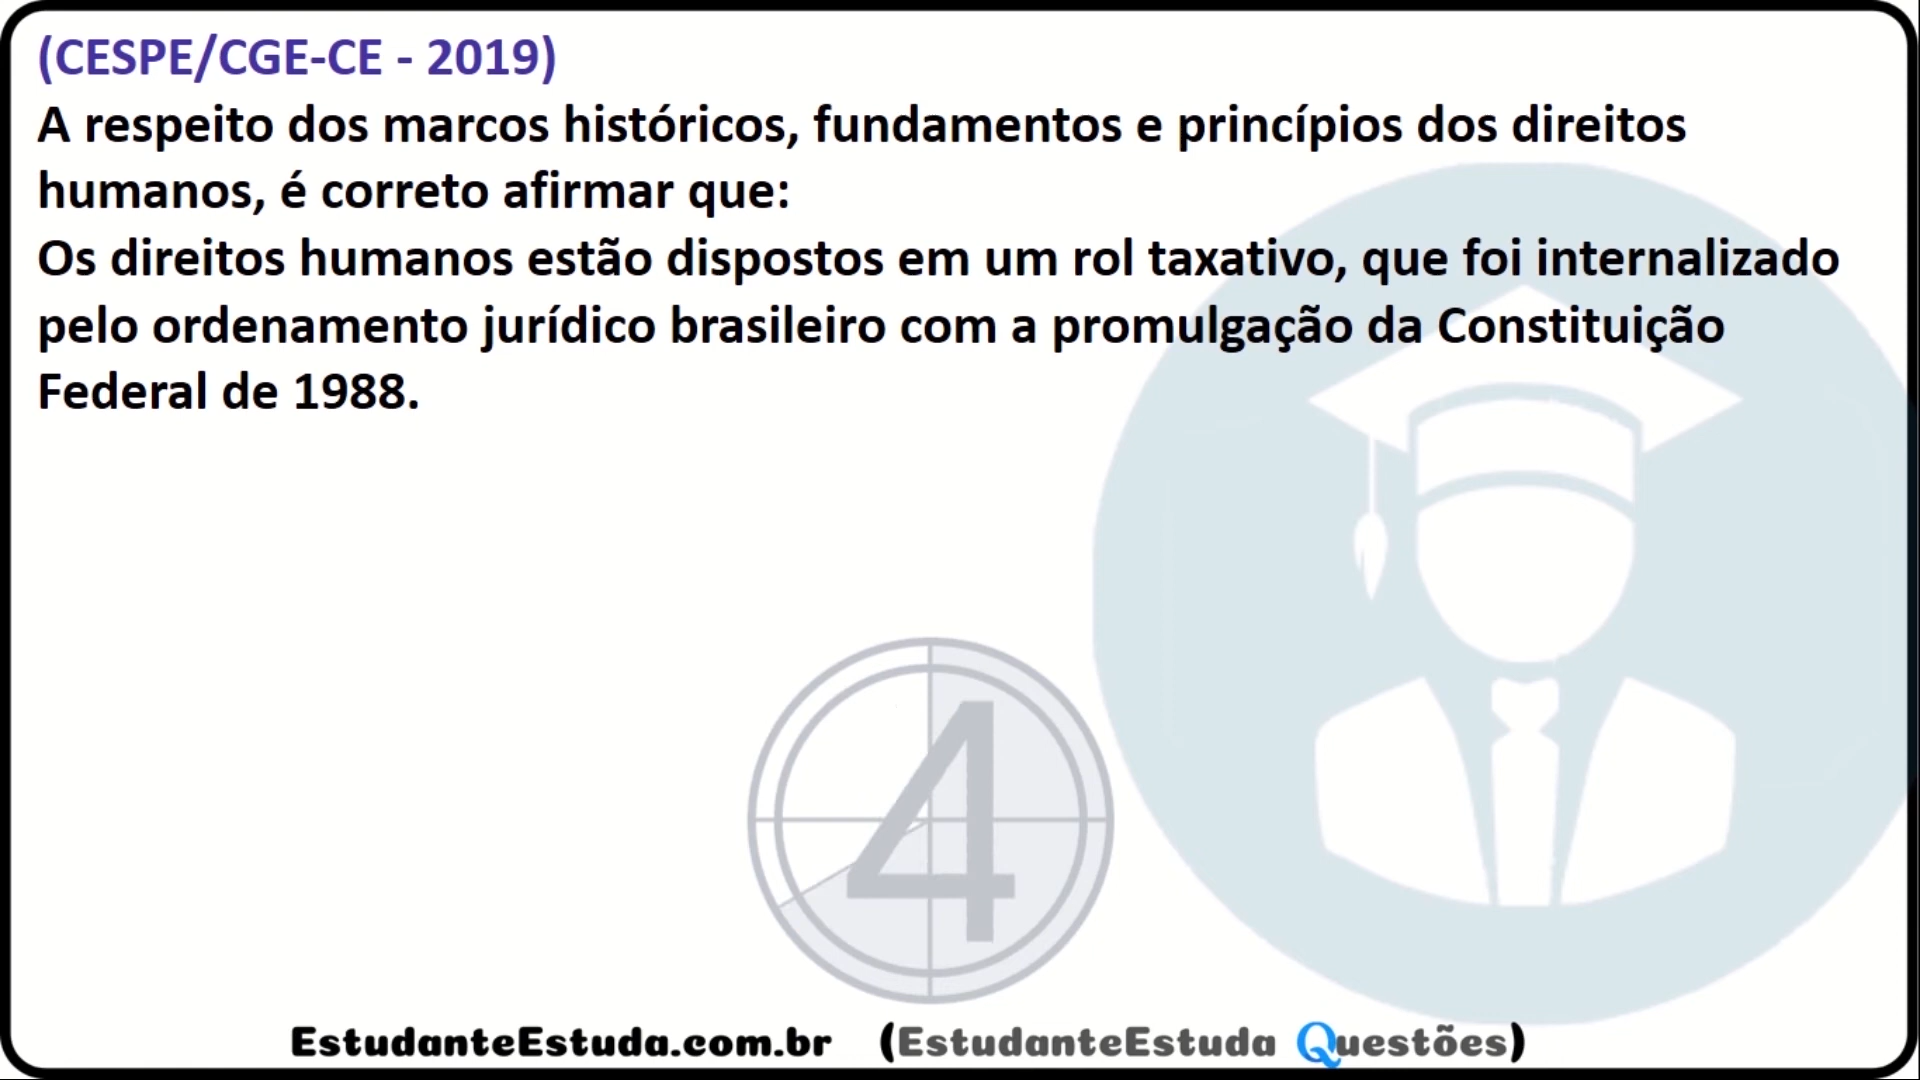 (CESPE/CGE-CE - 2019)
A respeito dos marcos históricos, fundamentos e princípios dos direitos
humanos, é correto afirmar que:
Os direitos humanos estão dispostos em um rol taxativo, que foi internalizado
pelo ordenamento jurídico brasileiro com a promulgação da Constituição
Federal de 1988.
4
EstudanteEstuda.com.br (EstudanteEstuda Questões)